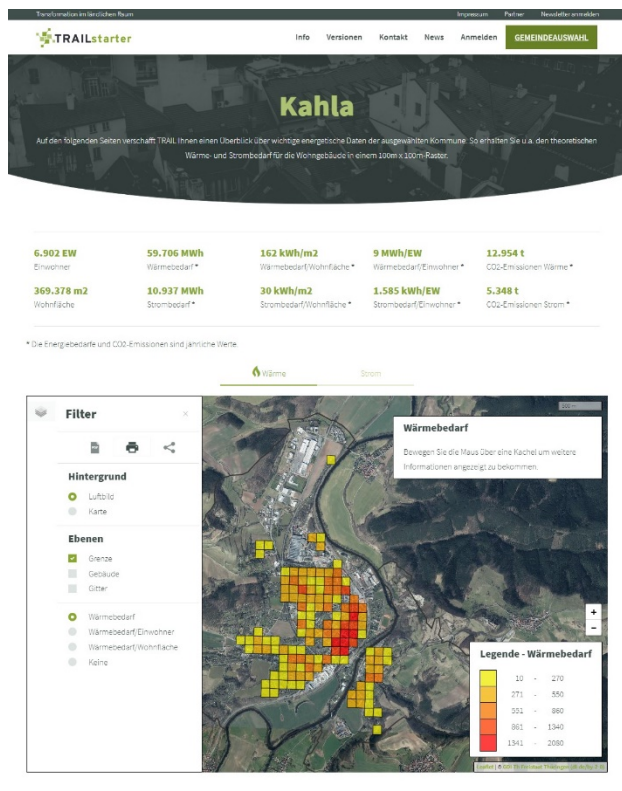 Transformation im ländlichen Raum
Impressum Partner Newsletter anmelden
TRAILstarter
Info Versionen Kontakt News Anmelden GEMEINDEAUSWAHL
Kahla
Auf den folgenden Seiten verschafft TRAIL Ihnen einen Überblick über wichtige energetische Daten der ausgewählten Kommune. So erhalten Sie u.a. den theoretischen
Wärme- und Strombedarf für die Wohngebäude in einem 100m x 100m-Raster.
6.902 EW 59.706 MWh 162 kWh/m2 9 MWh/EW 12.954 t
Einwohner Wärmebedarf * Wärmebedarf/Wohnfläche * Wärmebedarf/Einwohner * CO2-Emissionen Wärme *
369.378 m2 10.937 MWh 30 kWh/m2 1.585 kWh/EW 5.348 t
Wohnfläche Strombedarf * Strombedarf/Wohnfläche * Strombedarf/Einwohner * CO2-Emissionen Strom *
* Die Energiebedarfe und CO2-Emissionen sind jährliche Werte
Wärme Strom
Filter ×
Hintergrund
Luftbild
Karte
Ebenen
Grenze
Gebäude
Gitter
Wärmebedarf
Wärmebedarf/Einwohner
Wärmebedarf/Wohnfläche
Keine
Wärmebedarf
Bewegen Sie die Maus über eine Kachel um weitere
Informationen angezeigt zu bekommen.
+
−
Legende - Wärmebedarf
10 - 270
271 - 550
551 - 860
861 - 1340
1341 - 2080
Leaflet | ©